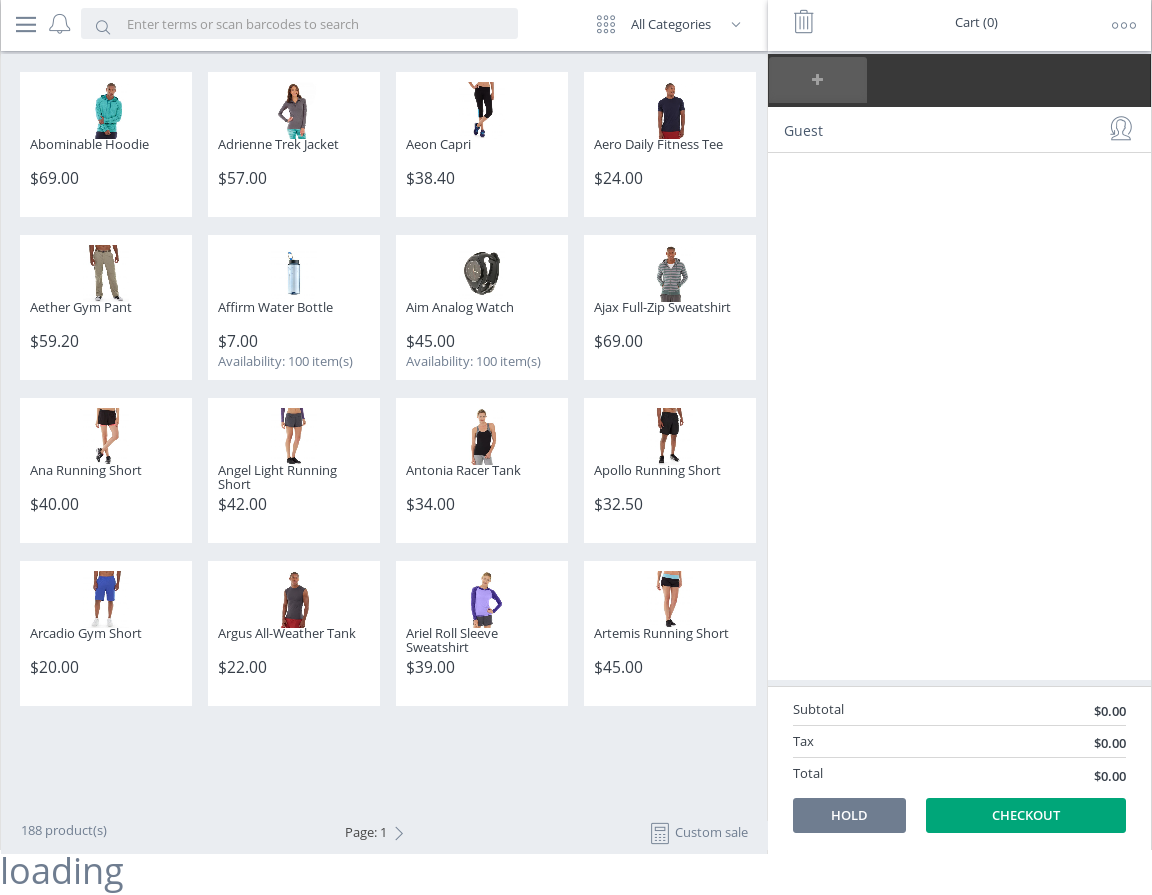 Enter terms or scan barcodes to search
All Categories
Cart (0)
+
Guest
Abominable Hoodie
$69.00
Adrienne Trek Jacket
$57.00
Aeon Capri
$38.40
Aero Daily Fitness Tee
$24.00
Aether Gym Pant
$59.20
Affirm Water Bottle
$7.00
Availability: 100 item(s)
Aim Analog Watch
$45.00
Availability: 100 item(s)
Ajax Full-Zip Sweatshirt
$69.00
Ana Running Short
$40.00
Angel Light Running
Short
$42.00
Antonia Racer Tank
$34.00
Apollo Running Short
$32.50
Arcadio Gym Short
$20.00
Argus All-Weather Tank
$22.00
Ariel Roll Sleeve
Sweatshirt
$39.00
Artemis Running Short
$45.00
188 product(s)
Page: 1
Custom sale
Subtotal $0.00
Tax $0.00
Total $0.00
HOLD
CHECKOUT
loading